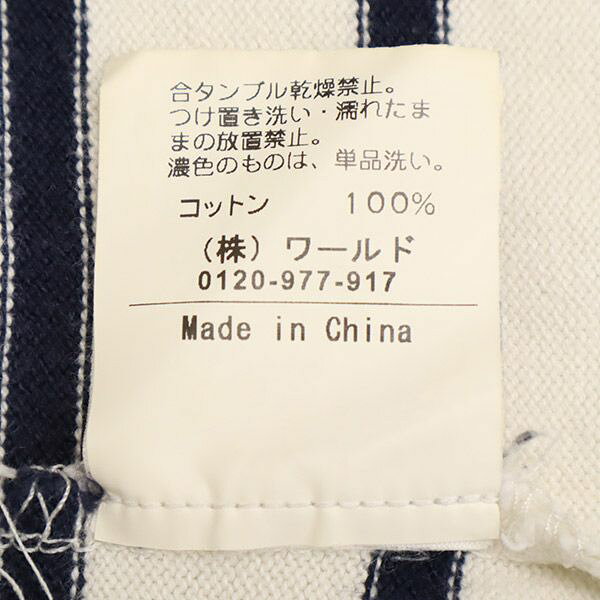 合タンブル乾燥禁止。
つけ置き洗い・濡れたま
まの放置禁止。
濃色のものは、単品洗い。
コットン 100%
（株）ワールド
0120-977-917
Made in China